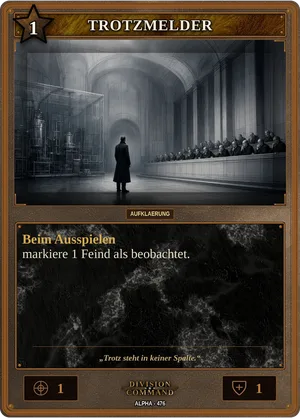 1
TROTZMELDER
AUFKLAERUNG
Beim Ausspielen
markiere 1 Feind als beobachtet.
„Trotz steht in keiner Spalte.“
1
DIVISION
COMMAND
ALPHA - 476
1